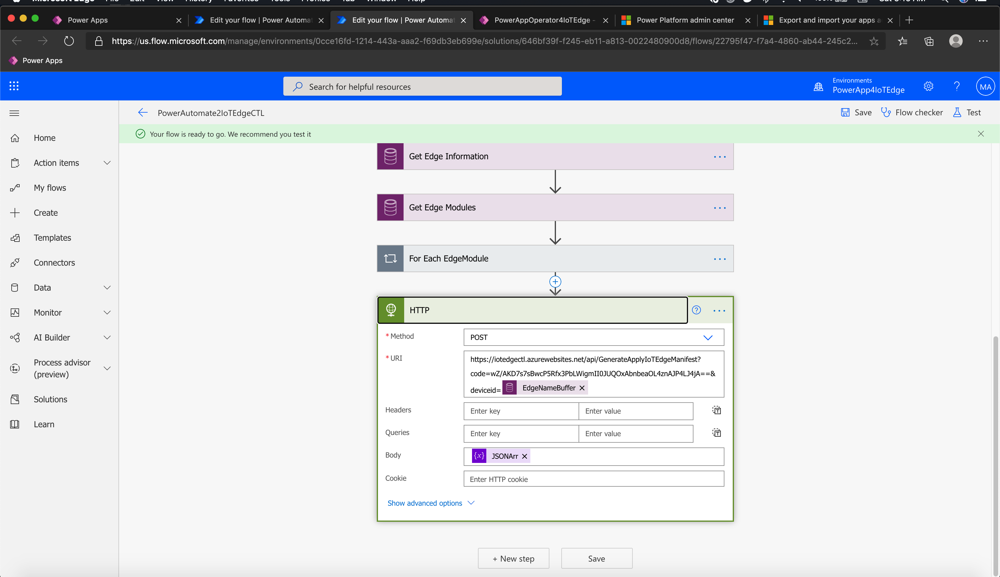 Power Apps
Edit your flow | Power Automat
Edit your flow | Power Automat
PowerAppOperator4IoTEdge -
Power Platform admin center
Export and import your apps a
https://us.flow.microsoft.com/manage/environments/0cce16fd-1214-443a-aaa2-f69db3eb699e/solutions/646bf39f-f245-eb11-a813-0022480900d8/flows/22795f47-f7a4-4860-ab44-245c2...
Power Apps
Search for helpful resources
Environments
PowerApp4IoTEdge
MA
PowerAutomate2IoTEdgeCTL
Save
Flow checker
Test
Your flow is ready to go. We recommend you test it
Home
Action items
My flows
Create
Templates
Connectors
Data
Monitor
AI Builder
Process advisor
(preview)
Solutions
Learn
Get Edge Information
Get Edge Modules
For Each EdgeModule
HTTP
* Method
POST
* URI
https://iotedgectl.azurewebsites.net/api/GenerateApplyIoTEdgeManifest?
code=wZ/AKD7s7sBwcP5Rfx3PbLWigmII0JUQOxAbnbeaOL4znAJP4LJ4jA==&
deviceid= EdgeNameBuffer
Headers
Enter key
Enter value
Queries
Enter key
Enter value
Body
{x} JSONArr
Cookie
Enter HTTP cookie
Show advanced options
+ New step
Save